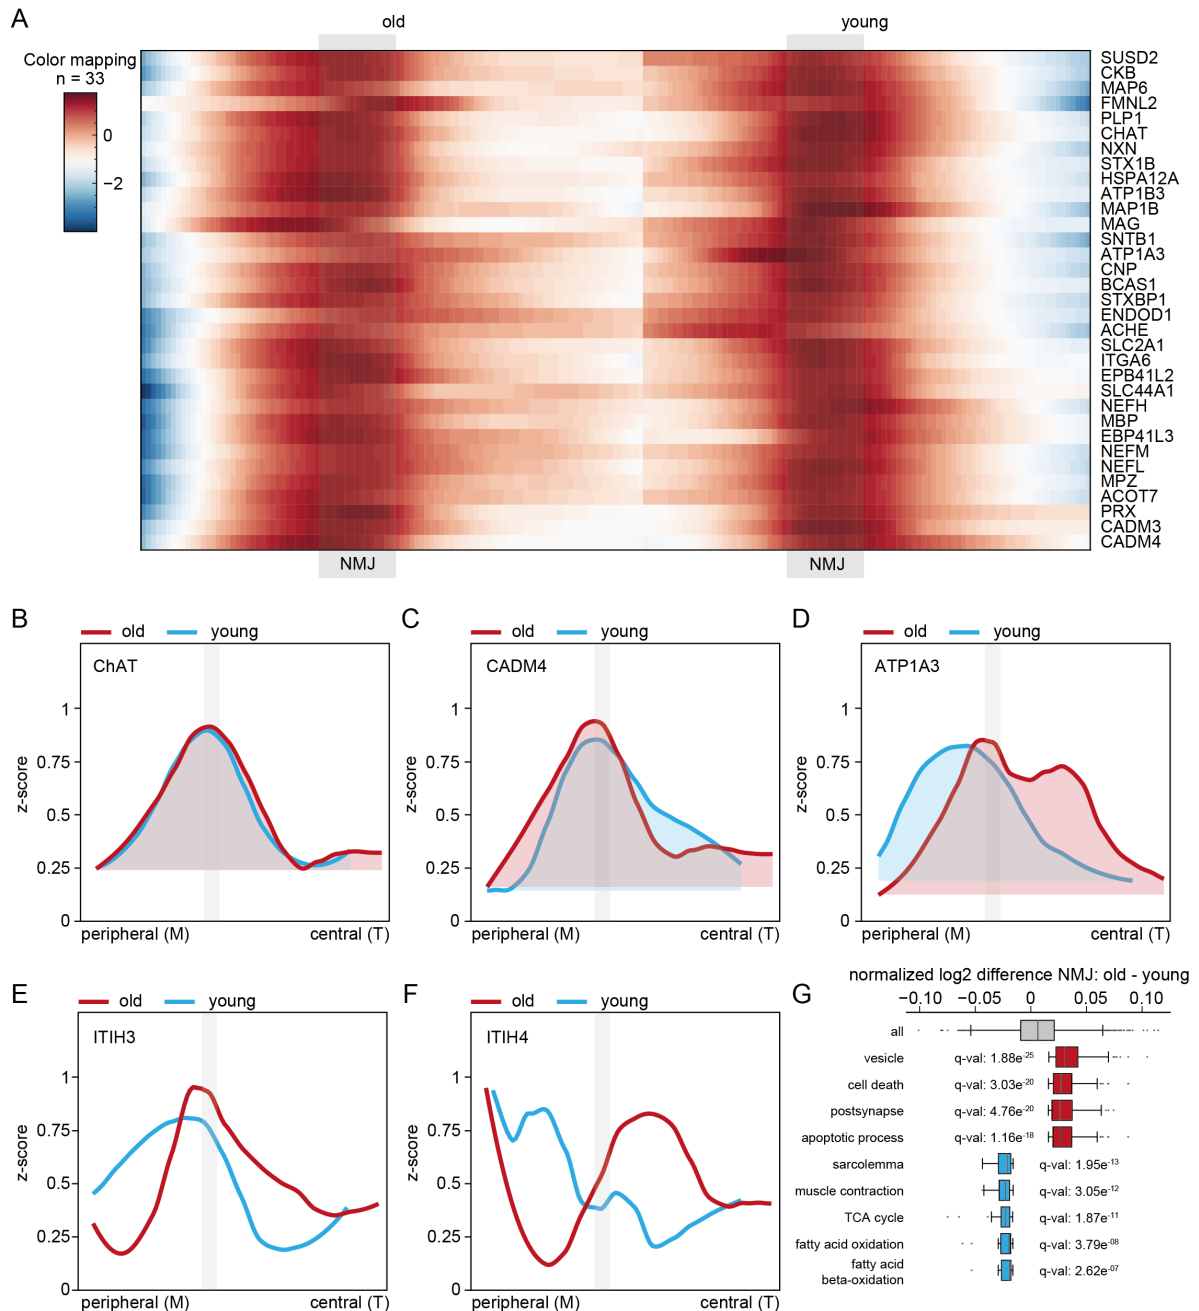 A
old
young
Color mapping
n = 33
0
−2
SUSD2
CKB
MAP6
FMNL2
PLP1
CHAT
NXN
STX1B
HSPA12A
ATP1B3
MAP1B
MAG
SNTB1
ATP1A3
CNP
BCAS1
STXBP1
ENDOD1
ACHE
SLC2A1
ITGA6
EPB41L2
SLC44A1
NEFH
MBP
EBP41L3
NEFM
NEFL
MPZ
ACOT7
PRX
CADM3
CADM4
NMJ
NMJ
B
old young
ChAT
1
0.75
0.5
0.25
0
z-score
peripheral (M) central (T)
C
old young
CADM4
1
0.75
0.5
0.25
0
z-score
peripheral (M) central (T)
D
old young
ATP1A3
1
0.75
0.5
0.25
0
z-score
peripheral (M) central (T)
E
old young
ITIH3
1
0.75
0.5
0.25
0
z-score
peripheral (M) central (T)
F
old young
ITIH4
1
0.75
0.5
0.25
0
z-score
peripheral (M) central (T)
G
normalized log2 difference NMJ: old - young
−0.10 −0.05 0 0.05 0.10
all
vesicle q-val: 1.88e-25
cell death q-val: 3.03e-20
postsynapse q-val: 4.76e-20
apoptotic process q-val: 1.16e-18
sarcolemma q-val: 1.95e-13
muscle contraction q-val: 3.05e-12
TCA cycle q-val: 1.87e-11
fatty acid oxidation q-val: 3.79e-08
fatty acid
beta-oxidation q-val: 2.62e-07